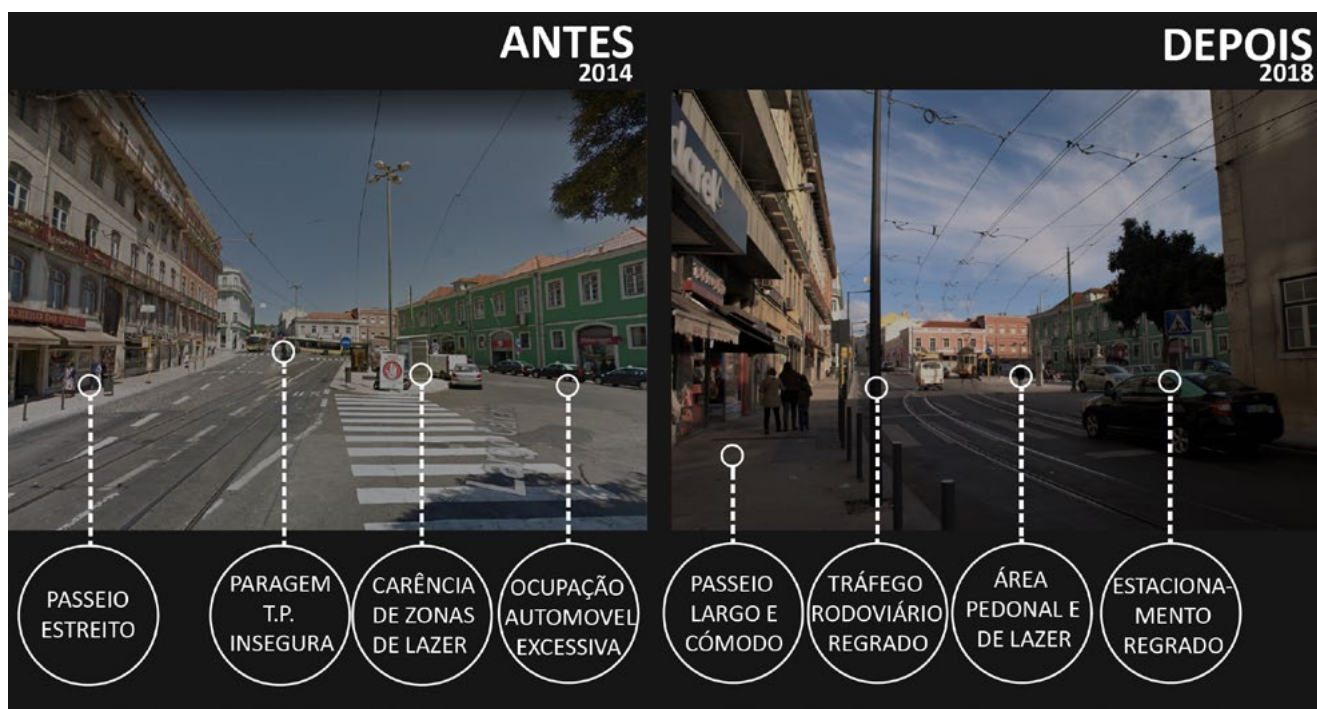 ANTES
2014
DEPOIS
2018
PASSEIO
ESTREITO
PARAGEM
T.P.
INSEGURA
CARÊNCIA
DE ZONAS
DE LAZER
OCUPAÇÃO
AUTOMOVEL
EXCESSIVA
PASSEIO
LARGO E
CÓMODO
TRÁFEGO
RODOVIÁRIO
REGRADO
ÁREA
PEDONAL E
DE LAZER
ESTACIONA-
MENTO
REGRADO